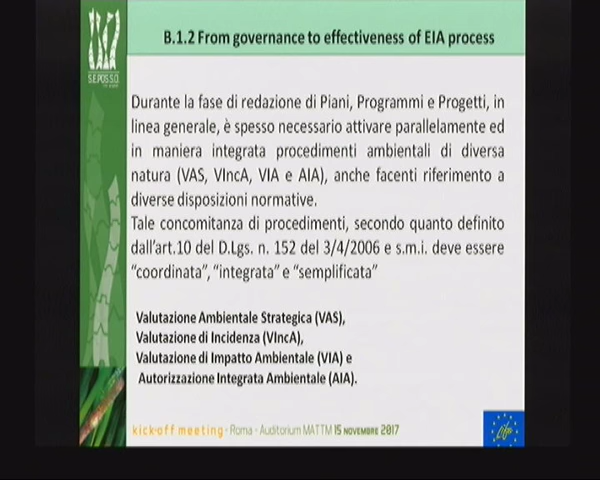 B.1.2 From governance to effectiveness of EIA process
S.E.POS.S.O.
Durante la fase di redazione di Piani, Programmi e Progetti, in
linea generale, è spesso necessario attivare parallelamente ed
in maniera integrata procedimenti ambientali di diversa
natura (VAS, VIncA, VIA e AIA), anche facenti riferimento a
diverse disposizioni normative.
Tale concomitanza di procedimenti, secondo quanto definito
dall'art.10 del D.Lgs. n. 152 del 3/4/2006 e s.m.i. deve essere
"coordinata", "integrata" e "semplificata"
Valutazione Ambientale Strategica (VAS),
Valutazione di Incidenza (VIncA),
Valutazione di Impatto Ambientale (VIA) e
Autorizzazione Integrata Ambientale (AIA).
kick-off meeting - Roma - Auditorium MATTM 15 NOVEMBRE 2017
Life